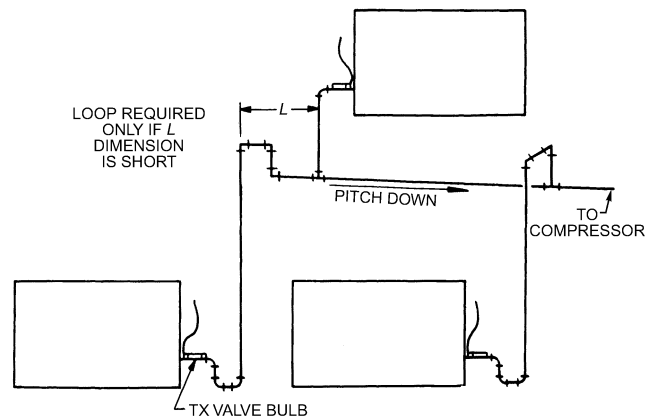 LOOP REQUIRED
ONLY IF L
DIMENSION
IS SHORT
L
PITCH DOWN
TO
COMPRESSOR
TX VALVE BULB